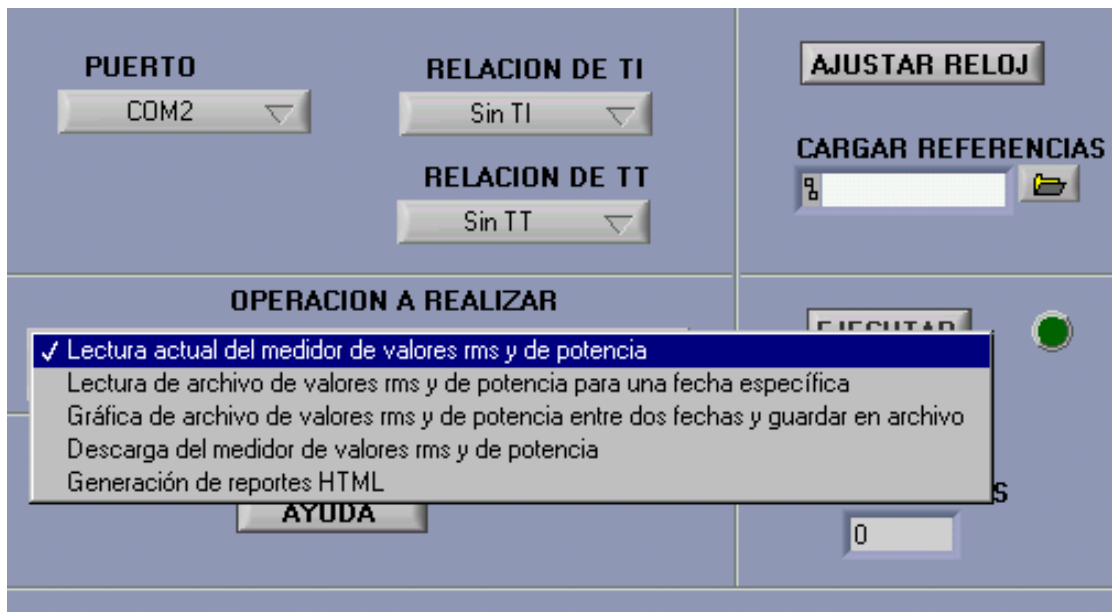 PUERTO
COM2
RELACION DE TI
Sin TI
RELACION DE TT
Sin TT
AJUSTAR RELOJ
CARGAR REFERENCIAS
OPERACION A REALIZAR
Lectura actual del medidor de valores rms y de potencia
Lectura de archivo de valores rms y de potencia para una fecha específica
Gráfica de archivo de valores rms y de potencia entre dos fechas y guardar en archivo
Descarga del medidor de valores rms y de potencia
Generación de reportes HTML
AYUDA
EJECUTAR
0